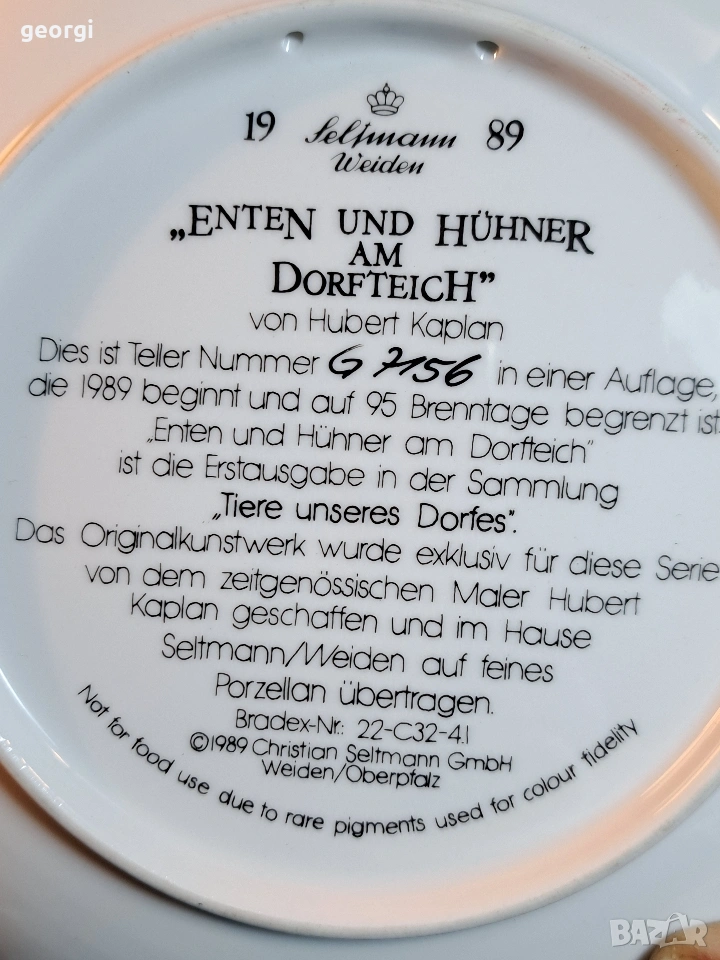 georgi
19 Seltmann 89
Weiden
„ENTEN UND HÜHNER
AM
DORFTEICH”
von Hubert Kaplan
Dies ist Teller Nummer G 7156 in einer Auflage,
die 1989 beginnt und auf 95 Brenntage begrenzt ist.
„Enten und Hühner am Dorfteich”
ist die Erstausgabe in der Sammlung
„Tiere unseres Dorfes”.
Das Originalkunstwerk wurde exklusiv für diese Serie
von dem zeitgenössischen Maler Hubert
Kaplan geschaffen und im Hause
Seltmann/Weiden auf feines
Porzellan übertragen.
Bradex-Nr.: 22-C32-4.1
©1989 Christian Seltmann GmbH
Weiden/Oberpfalz
Not for food use due to rare pigments used for colour fidelity
BAZAR